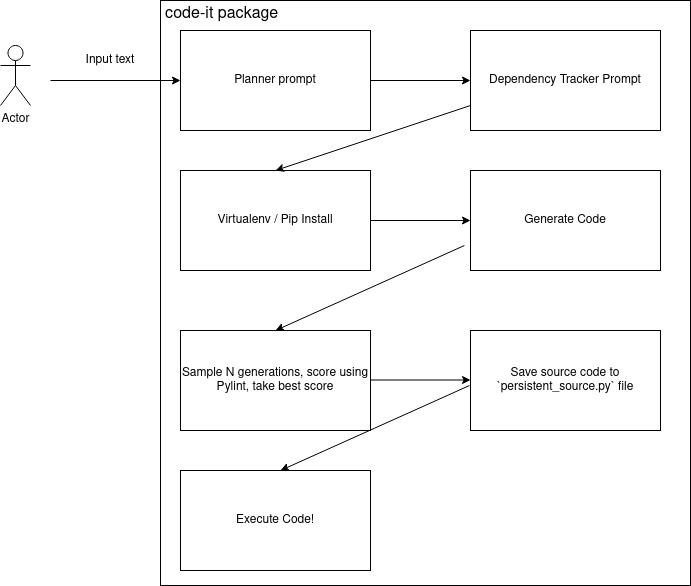 code-it package
Input text
Planner prompt
Dependency Tracker Prompt
Actor
Virtualenv / Pip Install
Generate Code
Sample N generations, score using
Pylint, take best score
Save source code to
`persistent_source.py` file
Execute Code!